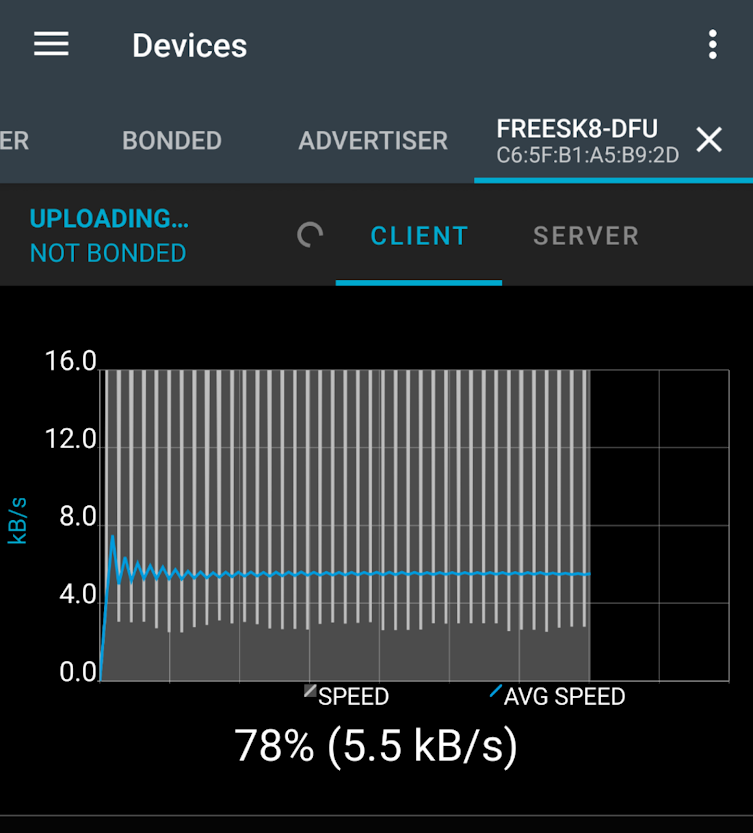 Devices
ER
BONDED
ADVERTISER
FREESK8-DFU
C6:5F:B1:A5:B9:2D
UPLOADING...
NOT BONDED
CLIENT
SERVER
16.0
12.0
8.0
4.0
0.0
kB/s
SPEED
AVG SPEED
78% (5.5 kB/s)